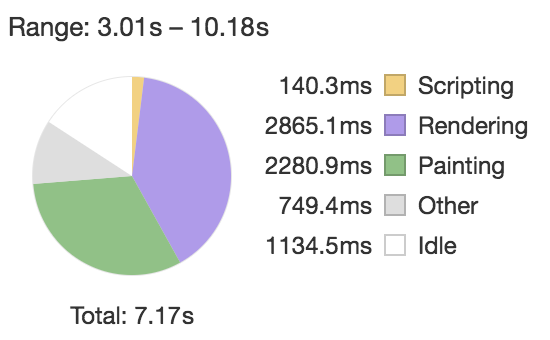 Range: 3.01s – 10.18s
140.3ms Scripting
2865.1ms Rendering
2280.9ms Painting
749.4ms Other
1134.5ms Idle
Total: 7.17s